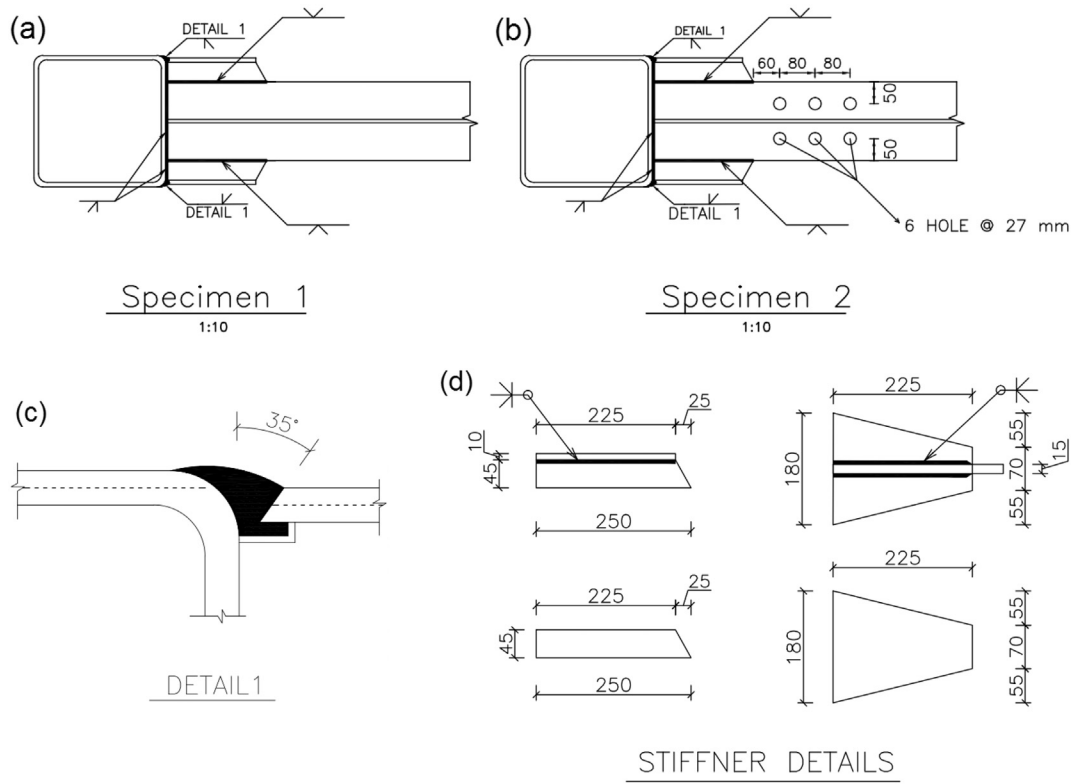 (a)
DETAIL 1
DETAIL 1
Specimen 1
1:10
(b)
DETAIL 1
60 80 80
50
50
DETAIL 1
6 HOLE @ 27 mm
Specimen 2
1:10
(c)
35°
DETAIL1
(d)
225
25
10
45
250
225
25
45
250
225
180
55
70
55
15
225
180
55
70
55
STIFFNER DETAILS